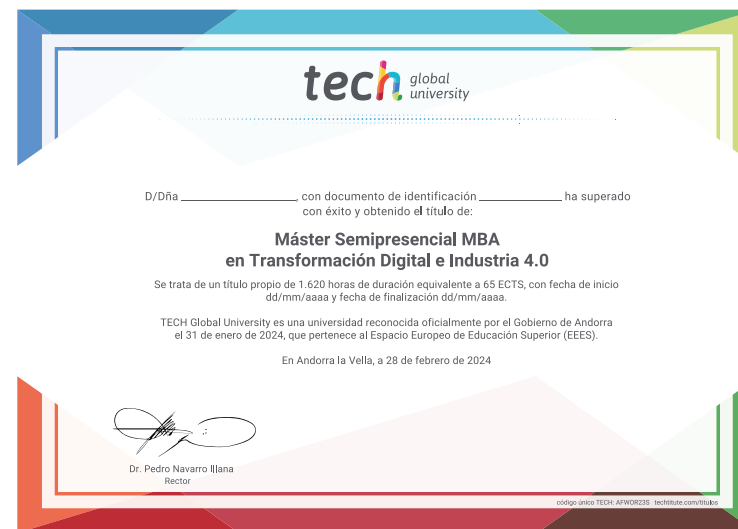 tech global university
D/Dña ____________________, con documento de identificación ______________ ha superado
con éxito y obtenido el título de:
Máster Semipresencial MBA
en Transformación Digital e Industria 4.0
Se trata de un título propio de 1.620 horas de duración equivalente a 65 ECTS, con fecha de inicio
dd/mm/aaaa y fecha de finalización dd/mm/aaaa.
TECH Global University es una universidad reconocida oficialmente por el Gobierno de Andorra
el 31 de enero de 2024, que pertenece al Espacio Europeo de Educación Superior (EEES).
En Andorra la Vella, a 28 de febrero de 2024
Dr. Pedro Navarro Illana
Rector
código único TECH: AFWOR23S techtitute.com/titulos